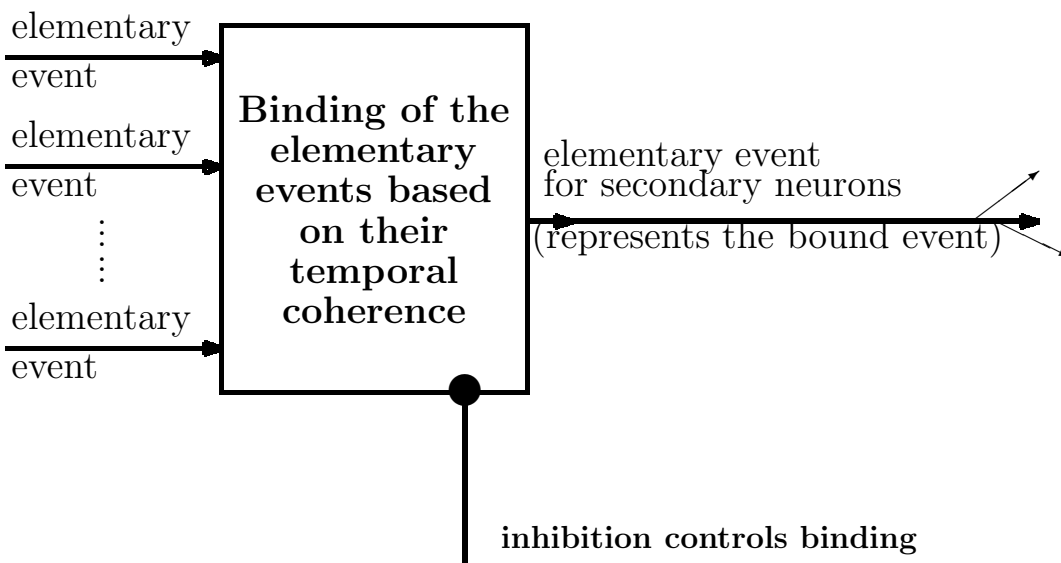 elementary
event
elementary
event
elementary
event
Binding of the
elementary
events based
on their
temporal
coherence
elementary event
for secondary neurons
(represents the bound event)
inhibition controls binding